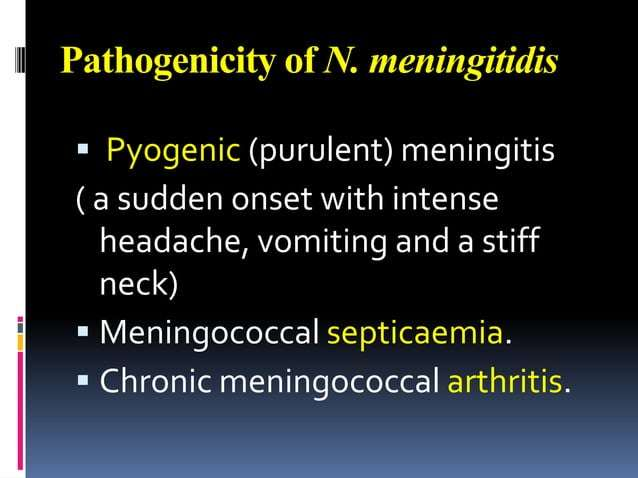 Pathogenicity of N. meningitidis
▪ Pyogenic (purulent) meningitis
( a sudden onset with intense
headache, vomiting and a stiff
neck)
▪ Meningococcal septicaemia.
▪ Chronic meningococcal arthritis.